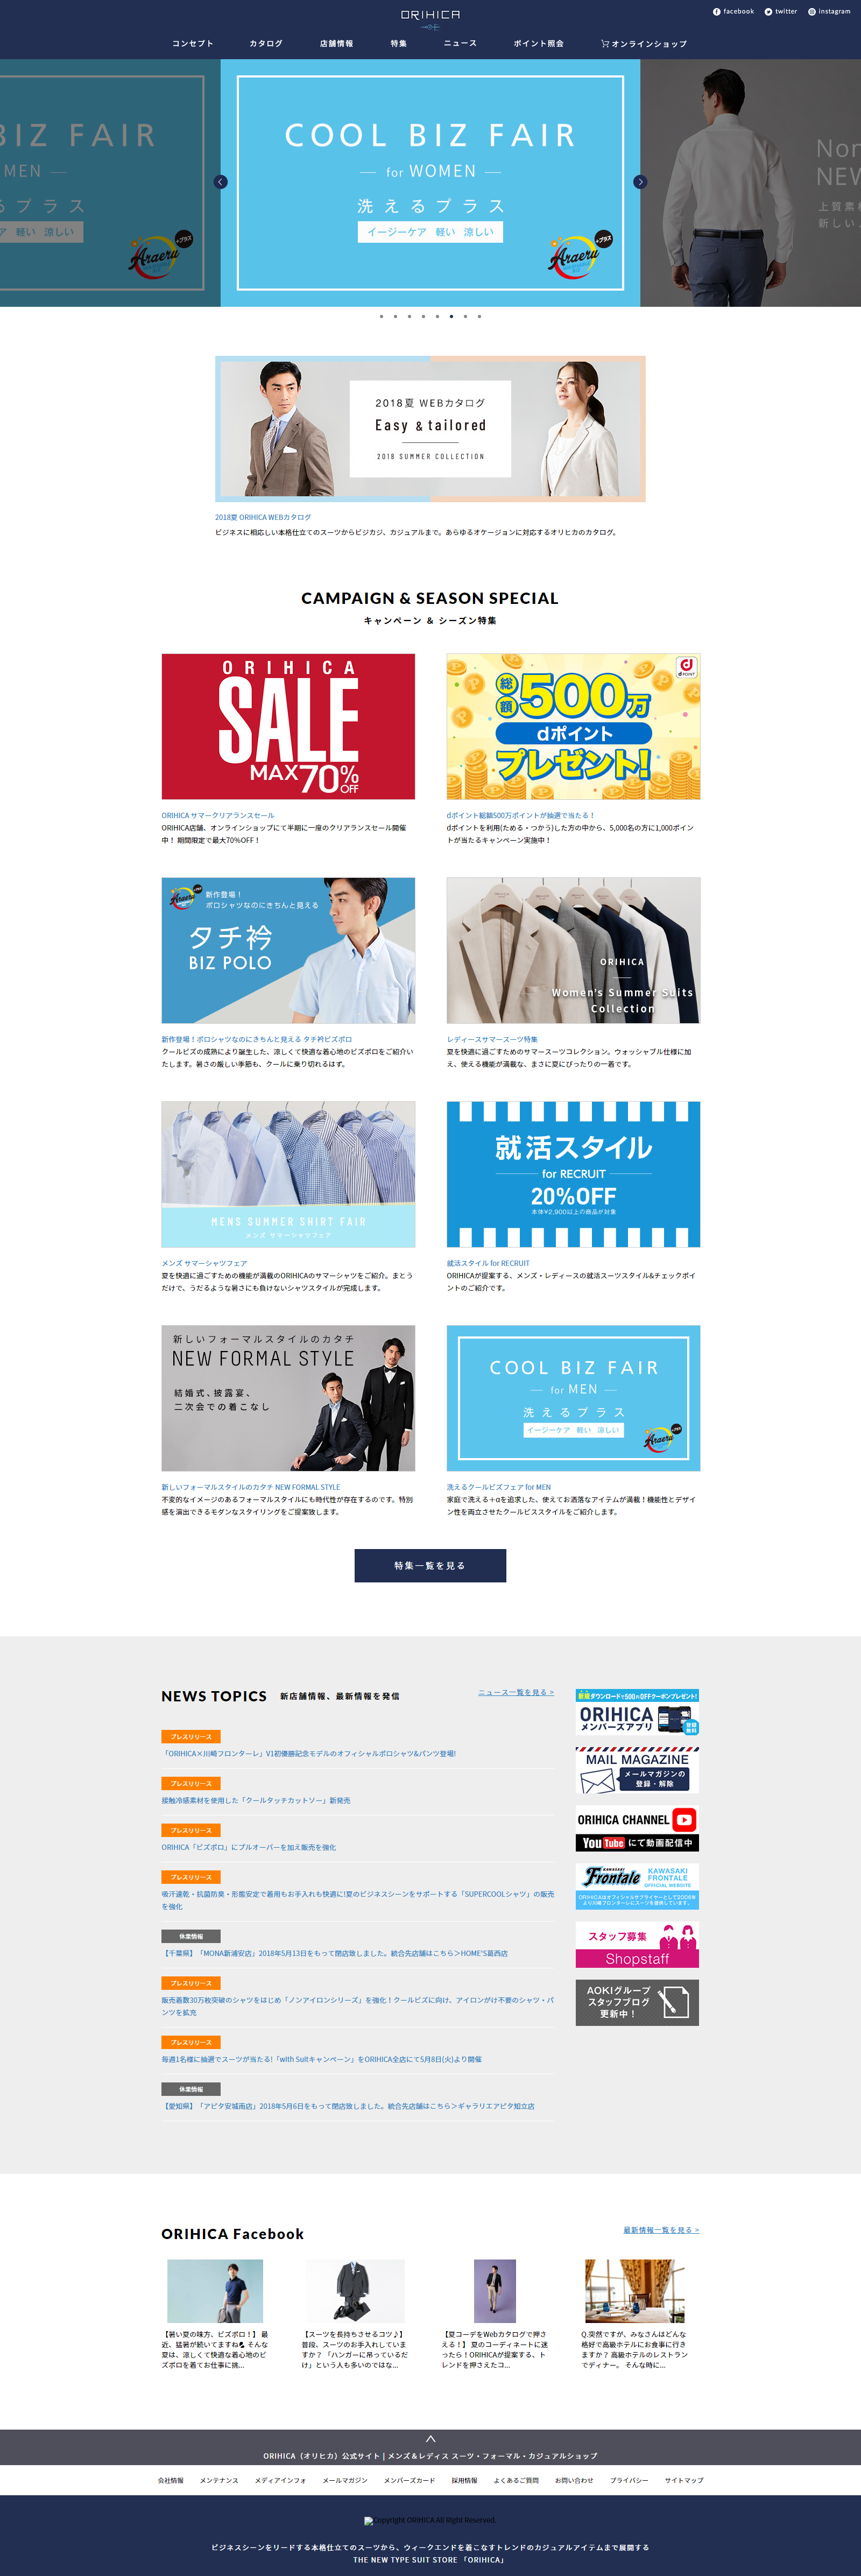 ORIHICA
facebook
twitter
instagram
コンセプト
カタログ
店舗情報
特集
ニュース
ポイント照会
オンラインショップ
BIZ FAIR
MEN
るプラス
ア 軽い 涼しい
Araeru
+プラス
COOL BIZ FAIR
for WOMEN
洗えるプラス
イージーケア 軽い 涼しい
Araeru
+プラス
Non
NEW
上質素材
新しい、
2018夏 WEBカタログ
Easy & tailored
2018 SUMMER COLLECTION
2018夏 ORIHICA WEBカタログ
ビジネスに相応しい本格仕立てのスーツからビジカジ、カジュアルまで。あらゆるオケージョンに対応するオリヒカのカタログ。
CAMPAIGN & SEASON SPECIAL
キャンペーン ＆ シーズン特集
ORIHICA
SALE
MAX70%OFF
d POINT
総額500万
dポイント
プレゼント!
ORIHICA サマークリアランスセール
ORIHICA店舗、オンラインショップにて半期に一度のクリアランスセール開催
中！ 期間限定で最大70%OFF！
dポイント総額500万ポイントが抽選で当たる！
dポイントを利用(ためる・つかう)した方の中から、5,000名の方に1,000ポイン
トが当たるキャンペーン実施中！
Araeru
新作登場！
ポロシャツなのにきちんと見える
タチ衿
BIZ POLO
ORIHICA
Women's Summer Suits
Collection
新作登場！ポロシャツなのにきちんと見える タチ衿ビズポロ
クールビズの成熟により誕生した、涼しくて快適な着心地のビズポロをご紹介い
たします。暑さの厳しい季節も、クールに乗り切れるはず。
レディースサマースーツ特集
夏を快適に過ごすためのサマースーツコレクション。ウォッシャブル仕様に加
え、使える機能が満載な、まさに夏にぴったりの一着です。
MENS SUMMER SHIRT FAIR
メンズ サマーシャツフェア
就活スタイル
for RECRUIT
20%OFF
本体¥2,900以上の商品が対象
メンズ サマーシャツフェア
夏を快適に過ごすための機能が満載のORIHICAのサマーシャツをご紹介。まとう
だけで、うだるような暑さにも負けないシャツスタイルが完成します。
就活スタイル for RECRUIT
ORIHICAが提案する、メンズ・レディースの就活スーツスタイル&チェックポイ
ントのご紹介です。
新しいフォーマルスタイルのカタチ
NEW FORMAL STYLE
結婚式、披露宴、
二次会での着こなし
COOL BIZ FAIR
for MEN
洗えるプラス
イージーケア 軽い 涼しい
Araeru
新しいフォーマルスタイルのカタチ NEW FORMAL STYLE
不変的なイメージのあるフォーマルスタイルにも時代性が存在するのです。特別
感を演出できるモダンなスタイリングをご提案致します。
洗えるクールビズフェア for MEN
家庭で洗える＋αを追求した、使えてお洒落なアイテムが満載！機能性とデザイ
ン性を両立させたクールビススタイルをご紹介します。
特集一覧を見る
NEWS TOPICS
新店舗情報、最新情報を発信
ニュース一覧を見る >
プレスリリース
「ORIHICA×川崎フロンターレ」V1初優勝記念モデルのオフィシャルポロシャツ&パンツ登場!
プレスリリース
接触冷感素材を使用した「クールタッチカットソー」新発売
プレスリリース
ORIHICA「ビズポロ」にプルオーバーを加え販売を強化
プレスリリース
吸汗速乾・抗菌防臭・形態安定で着用もお手入れも快適に!夏のビジネスシーンをサポートする「SUPERCOOLシャツ」の販売
を強化
休業情報
【千葉県】「MONA新浦安店」2018年5月13日をもって閉店致しました。統合先店舗はこちら＞HOME'S葛西店
プレスリリース
販売着数30万枚突破のシャツをはじめ「ノンアイロンシリーズ」を強化！クールビズに向け、アイロンがけ不要のシャツ・パ
ンツを拡充
プレスリリース
毎週1名様に抽選でスーツが当たる!「with Suitキャンペーン」をORIHICA全店にて5月8日(火)より開催
休業情報
【愛知県】「アピタ安城南店」2018年5月6日をもって閉店致しました。統合先店舗はこちら＞ギャラリエアピタ知立店
新規ダウンロードで500円OFFクーポンプレゼント!
ORIHICA
メンバーズアプリ
登録無料
MAIL MAGAZINE
メールマガジンの
登録・解除
ORIHICA CHANNEL
YouTubeにて動画配信中
KAWASAKI
Frontale
KAWASAKI
FRONTALE
OFFICIAL WEBSITE
ORIHICAはオフィシャルサプライヤーとして2006年
より川崎フロンターレにスーツを提供しています。
スタッフ募集
Shopstaff
AOKIグループ
スタッフブログ
更新中！
ORIHICA Facebook
最新情報一覧を見る >
【暑い夏の味方、ビズポロ！】 最
近、猛暑が続いてますね そんな
夏は、涼しくて快適な着心地のビ
ズポロを着てお仕事に挑...
【スーツを長持ちさせるコツ♪】
普段、スーツのお手入れしていま
すか？ 「ハンガーに吊っているだ
け」という人も多いのではな...
【夏コーデをWebカタログで押さ
える！】 夏のコーディネートに迷
ったら！ORIHICAが提案する、ト
レンドを押さえたコ...
Q.突然ですが、みなさんはどんな
格好で高級ホテルにお食事に行き
ますか？ 高級ホテルのレストラン
でディナー。 そんな時に...
ORIHICA（オリヒカ）公式サイト | メンズ＆レディス スーツ・フォーマル・カジュアルショップ
会社情報
メンテナンス
メディアインフォ
メールマガジン
メンバーズカード
採用情報
よくあるご質問
お問い合わせ
プライバシー
サイトマップ
Copyright ORIHICA All Right Reserved.
ビジネスシーンをリードする本格仕立てのスーツから、ウィークエンドを着こなすトレンドのカジュアルアイテムまで展開する
THE NEW TYPE SUIT STORE 「ORIHICA」